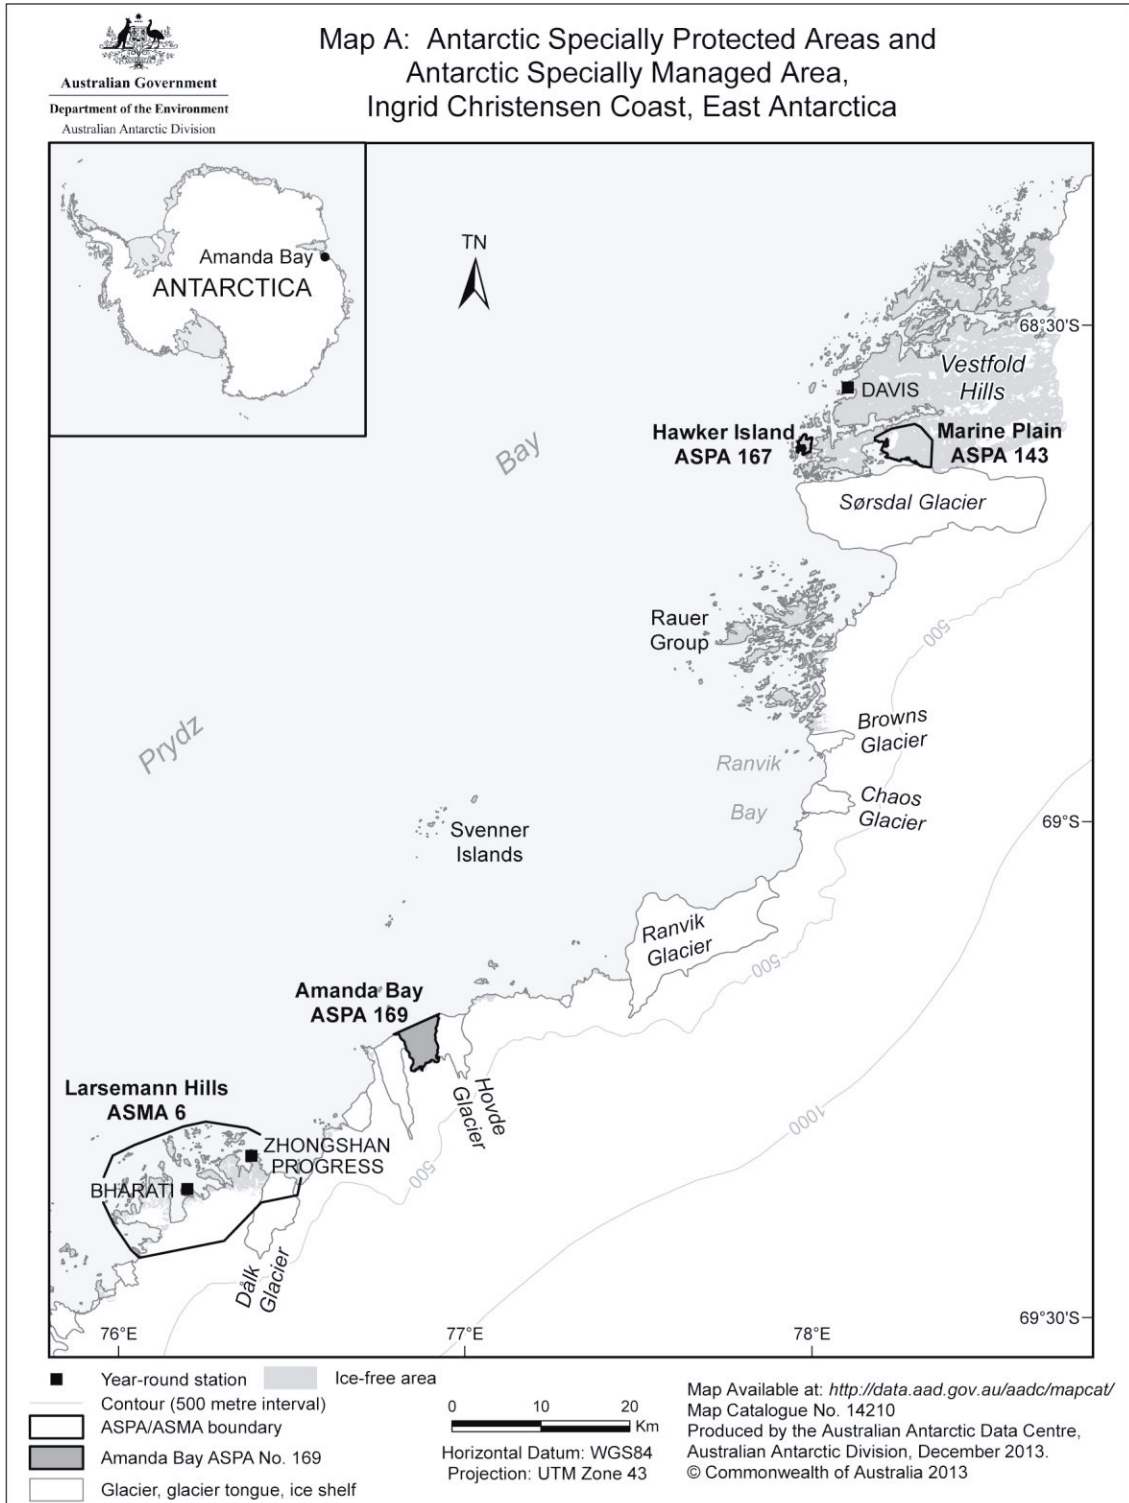 Australian Government
Department of the Environment
Australian Antarctic Division
Map A: Antarctic Specially Protected Areas and
Antarctic Specially Managed Area,
Ingrid Christensen Coast, East Antarctica
Amanda Bay
ANTARCTICA
TN
68°30'S
Vestfold
Hills
DAVIS
Bay
Hawker Island
ASPA 167
Marine Plain
ASPA 143
Sørsdal Glacier
Rauer
Group
500
Browns
Glacier
Prydz
Ranvik
Bay
Chaos
Glacier
69°S
Svenner
Islands
Ranvik
Glacier
500
Amanda Bay
ASPA 169
Hovde
Glacier
1000
Larsemann Hills
ASMA 6
ZHONGSHAN
PROGRESS
BHARATI
500
Dålk
Glacier
69°30'S
76°E
77°E
78°E
Year-round station
Ice-free area
Contour (500 metre interval)
ASPA/ASMA boundary
Amanda Bay ASPA No. 169
Glacier, glacier tongue, ice shelf
0 10 20
Km
Horizontal Datum: WGS84
Projection: UTM Zone 43
Map Available at: http://data.aad.gov.au/aadc/mapcat/
Map Catalogue No. 14210
Produced by the Australian Antarctic Data Centre,
Australian Antarctic Division, December 2013.
© Commonwealth of Australia 2013